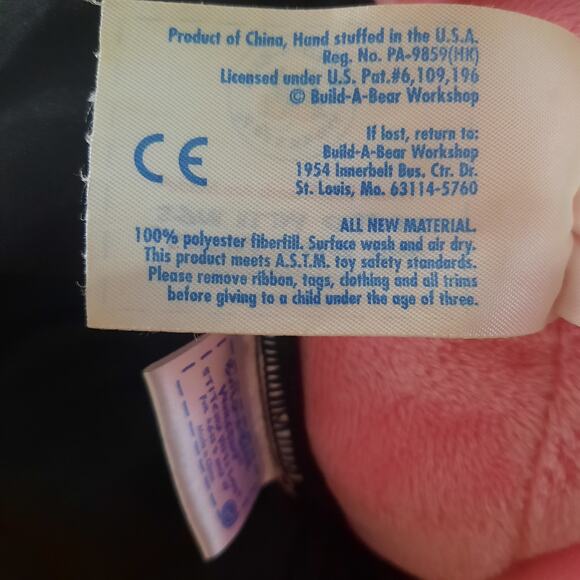 Product of China, Hand stuffed in the U.S.A.
Reg. No. PA-9859(HK)
Licensed under U.S. Pat.#6,109,196
© Build-A-Bear Workshop
CE
If lost, return to:
Build-A-Bear Workshop
1954 Innerbelt Bus. Ctr. Dr.
St. Louis, Mo. 63114-5760
ALL NEW MATERIAL.
100% polyester fiberfill. Surface wash and air dry.
This product meets A.S.T.M. toy safety standards.
Please remove ribbon, tags, clothing and all trims
before giving to a child under the age of three.